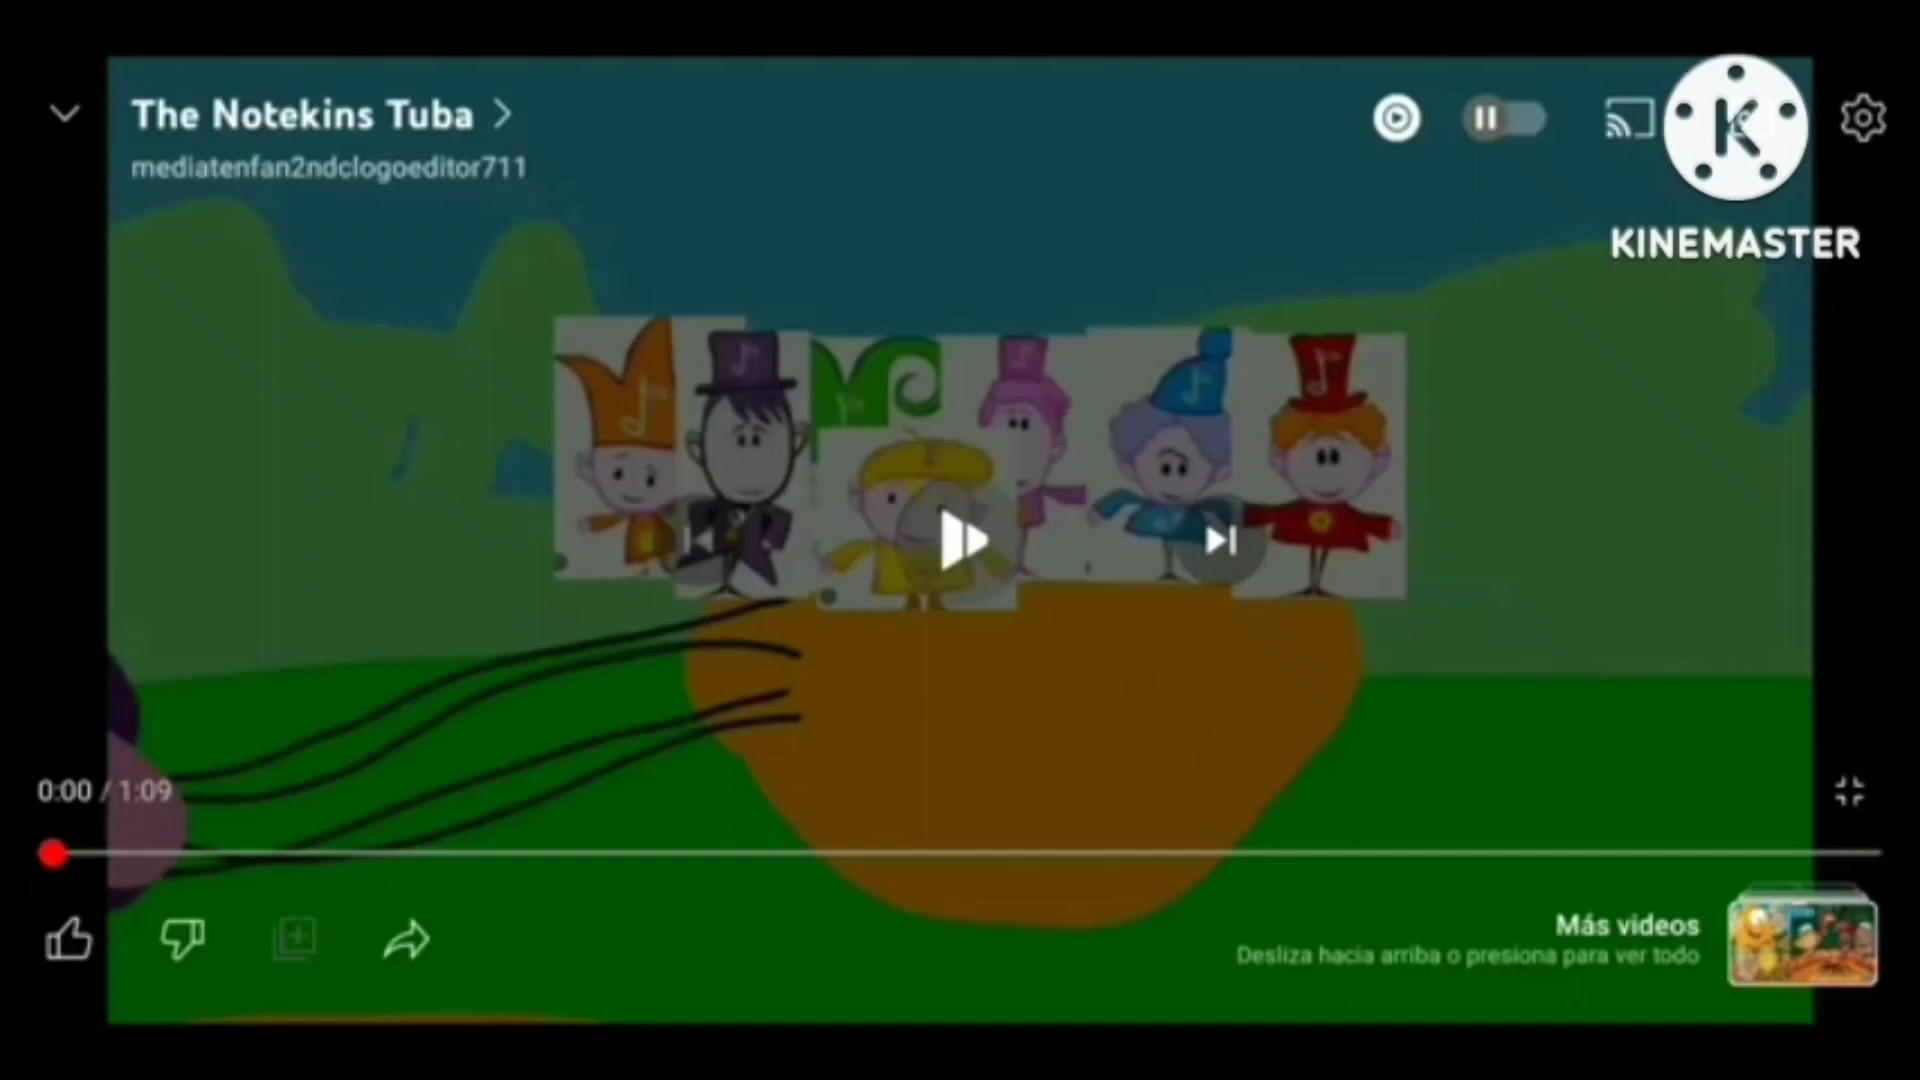 The Notekins Tuba
mediatenfan2ndclogoeditor711
K
KINEMASTER
0:00 / 1:09
Más videos
Desliza hacia arriba o presiona para ver todo